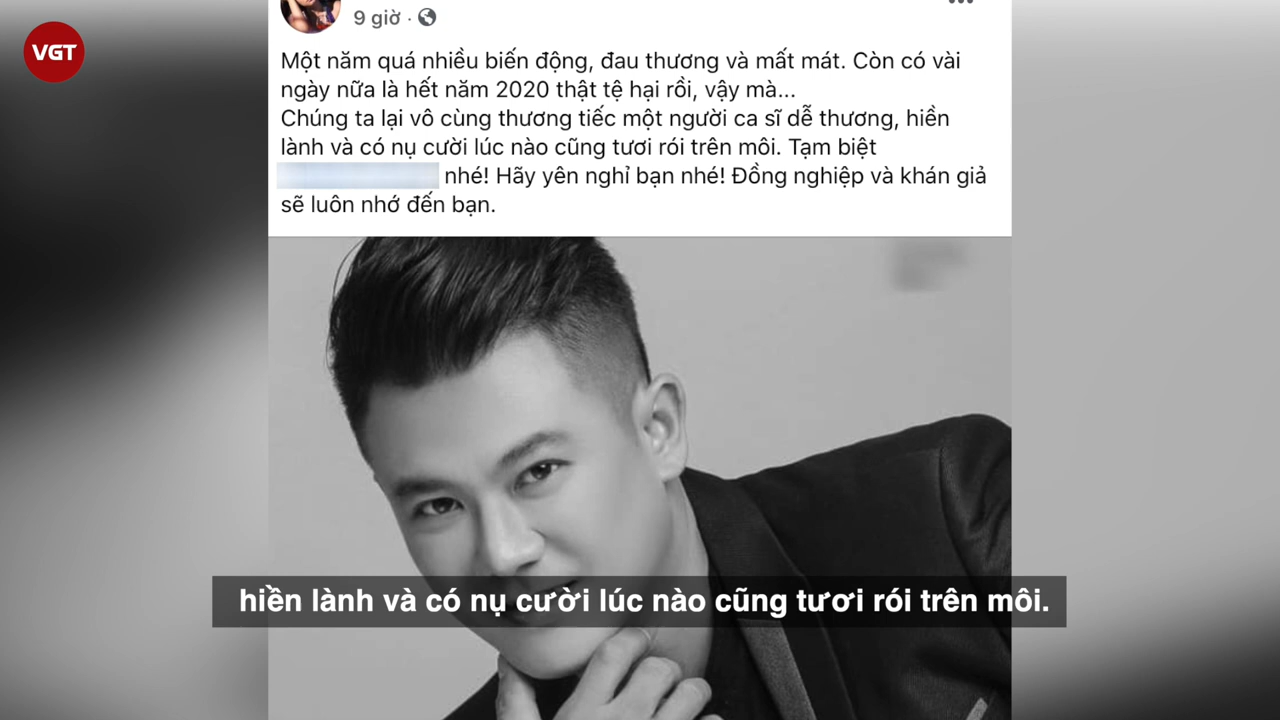 VGT
9 giờ ·
Một năm quá nhiều biến động, đau thương và mất mát. Còn có vài
ngày nữa là hết năm 2020 thật tệ hại rồi, vậy mà...
Chúng ta lại vô cùng thương tiếc một người ca sĩ dễ thương, hiền
lành và có nụ cười lúc nào cũng tươi rói trên môi. Tạm biệt
nhé! Hãy yên nghỉ bạn nhé! Đồng nghiệp và khán giả
sẽ luôn nhớ đến bạn.
hiền lành và có nụ cười lúc nào cũng tươi rói trên môi.